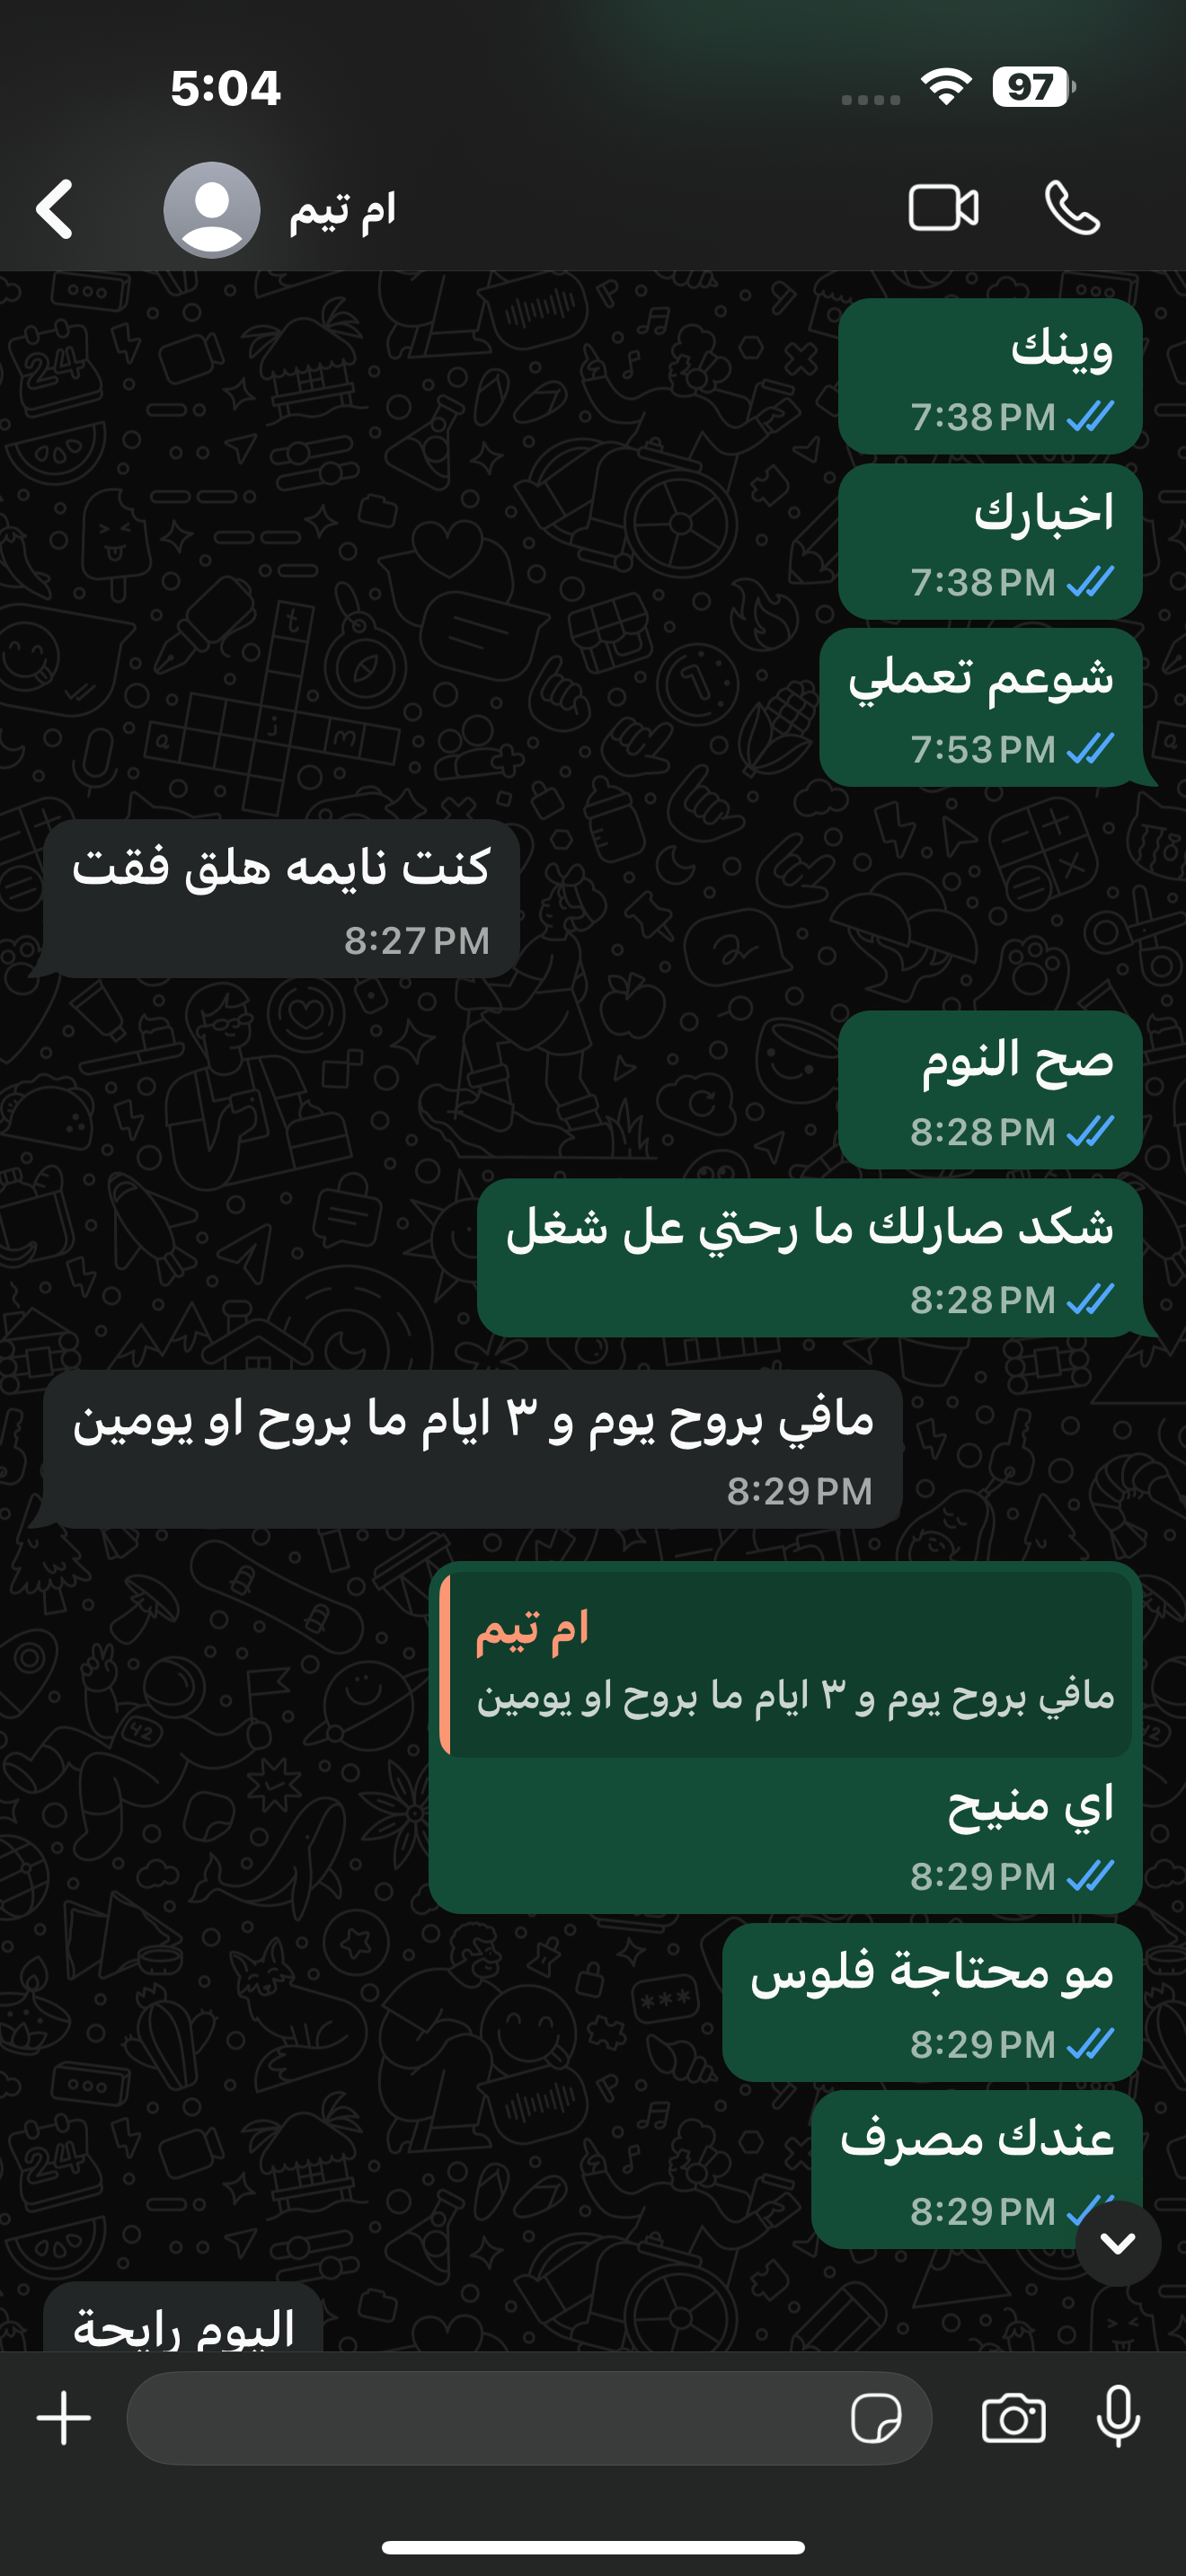 5:04
97
ام تيم
وينك
7:38 PM
اخبارك
7:38 PM
شوعم تعملي
7:53 PM
كنت نايمه هلق فقت
8:27 PM
صح النوم
8:28 PM
شكد صارلك ما رحتي عل شغل
8:28 PM
مافي بروح يوم و ٣ ايام ما بروح او يومين
8:29 PM
ام تيم
مافي بروح يوم و ٣ ايام ما بروح او يومين
اي منيح
8:29 PM
مو محتاجة فلوس
8:29 PM
عندك مصرف
8:29 PM
اليوم رايحة